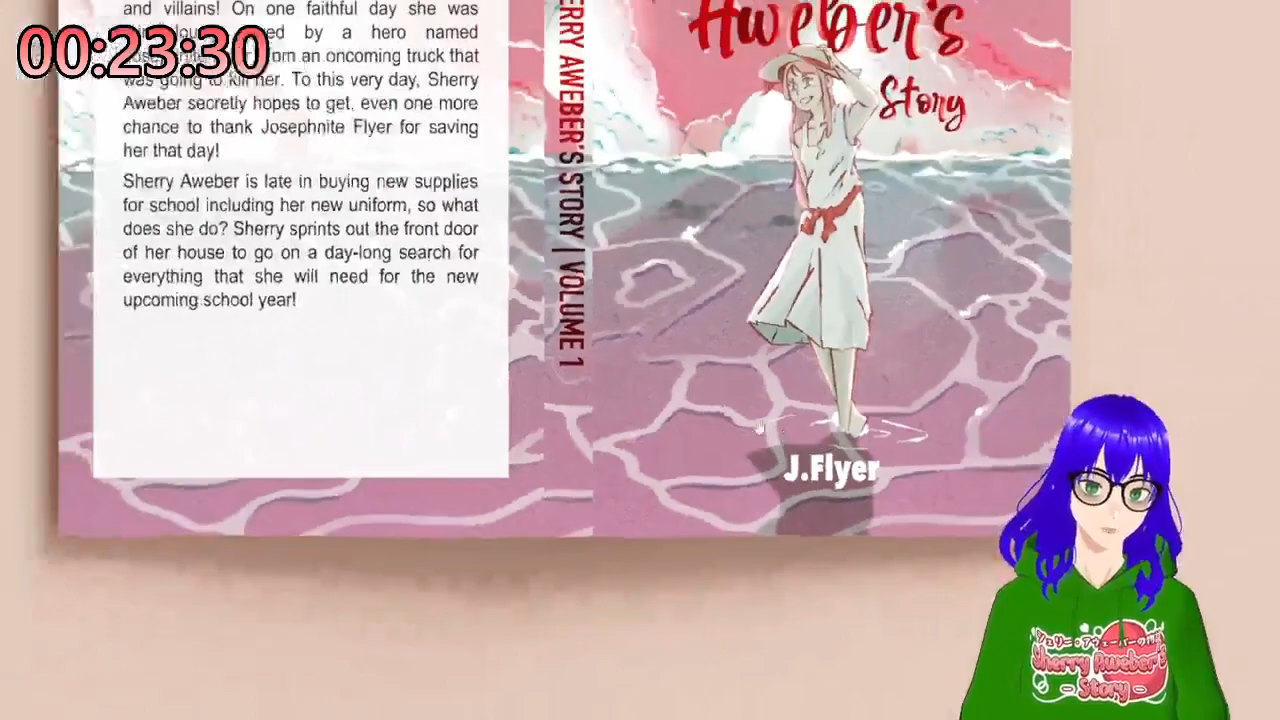 00:23:30
and villains! On one faithful day she was
by a hero named
om an oncoming truck that
was going to kill her. To this very day, Sherry
Aweber secretly hopes to get, even one more
chance to thank Josephnite Flyer for saving
her that day!
Sherry Aweber is late in buying new supplies
for school including her new uniform, so what
does she do? Sherry sprints out the front door
of her house to go on a day-long search for
everything that she will need for the new
upcoming school year!
ERRY AWEBER'S STORY | VOLUME 1
Aweber's
Story
J.Flyer
Sherry Aweber's
- Story -